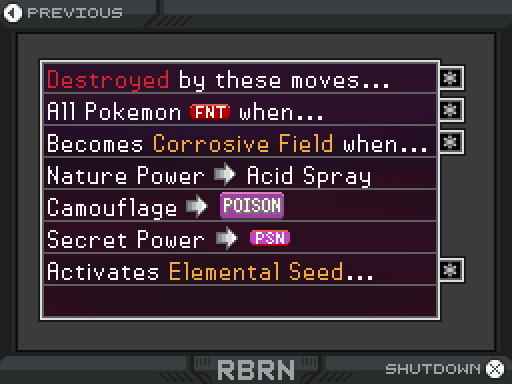 PREVIOUS
Destroyed by these moves...
All Pokemon FNT when...
Becomes Corrosive Field when...
Nature Power Acid Spray
Camouflage POISON
Secret Power PSN
Activates Elemental Seed...
RBRN
SHUTDOWN